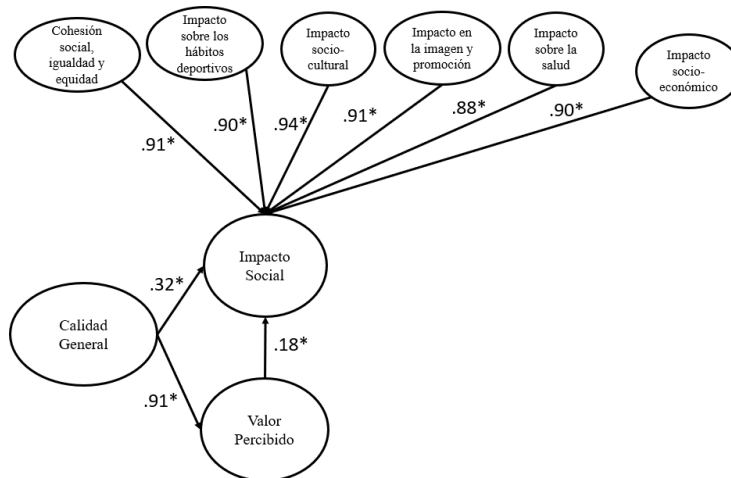 Cohesión
social,
igualdad y
equidad
Impacto
sobre los
hábitos
deportivos
Impacto
socio-
cultural
Impacto en
la imagen y
promoción
Impacto
sobre la
salud
Impacto
socio-
económico
.91*
.90*
.94*
.91*
.88*
.90*
Impacto
Social
.32*
Calidad
General
.18*
.91*
Valor
Percibido